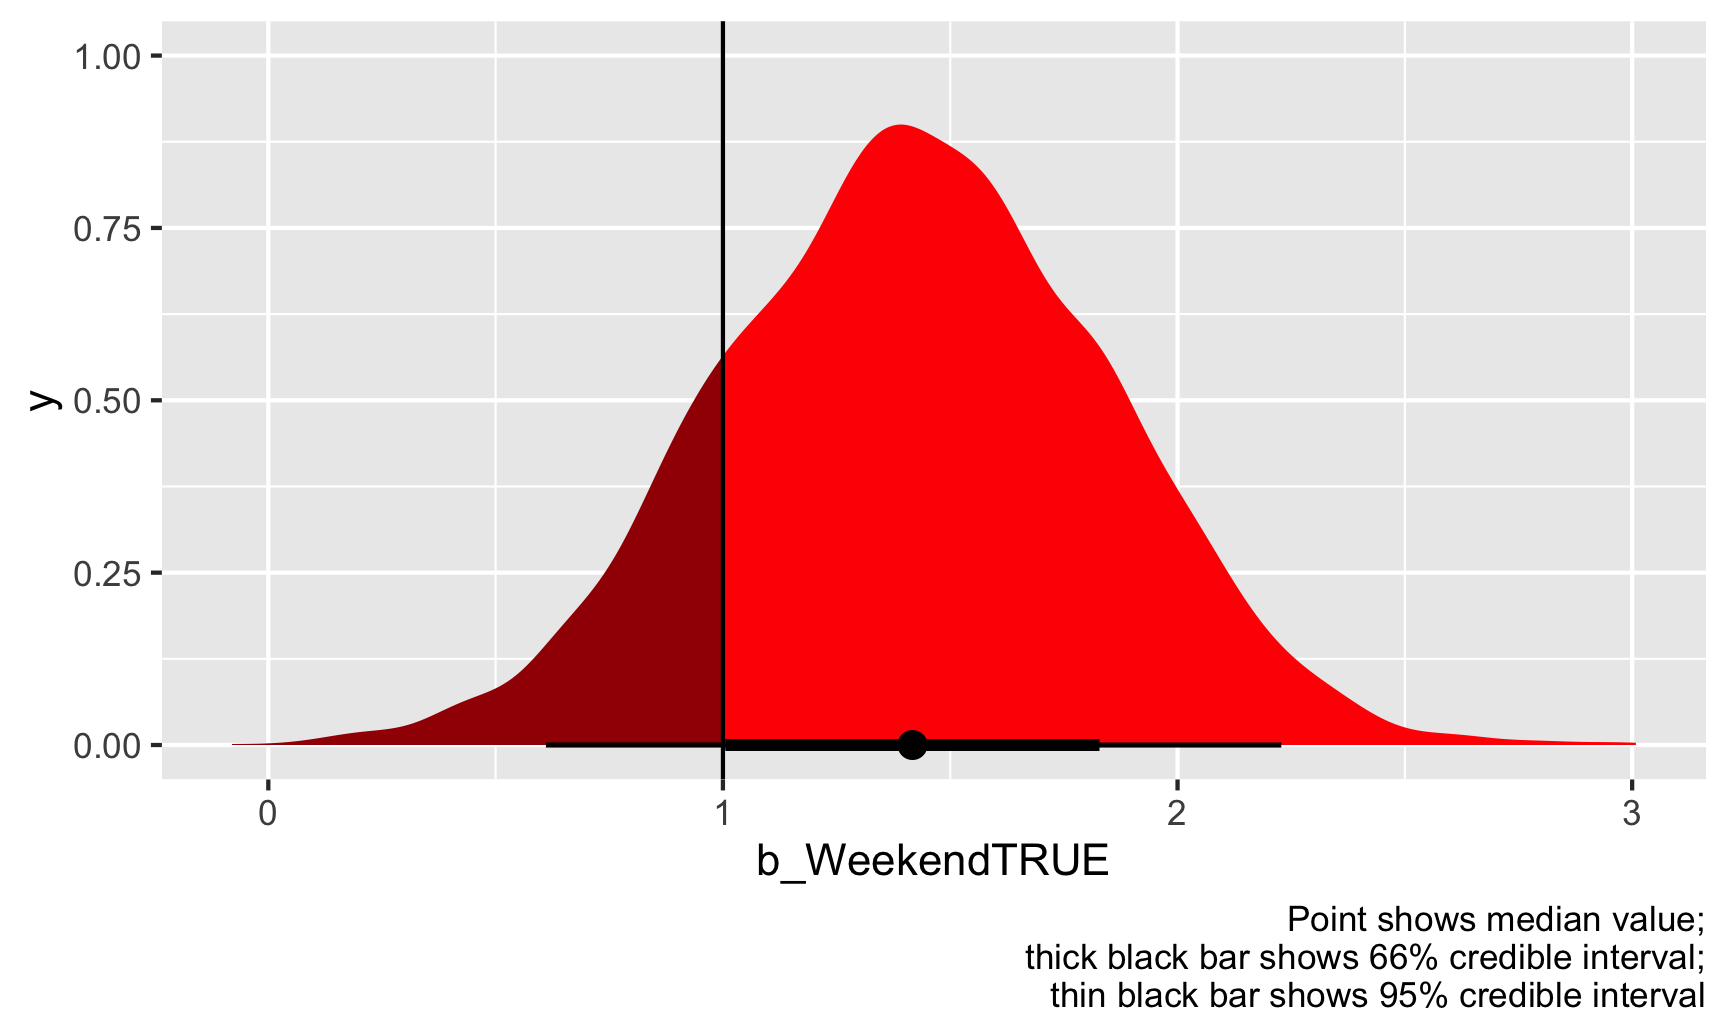 1.00
0.75
0.50
0.25
0.00
y
0 1 2 3
b_WeekendTRUE
Point shows median value;
thick black bar shows 66% credible interval;
thin black bar shows 95% credible interval